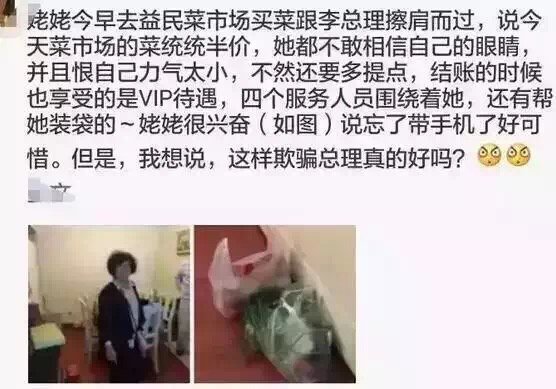 姥姥今早去益民菜市场买菜跟李总理擦肩而过，说今
天菜市场的菜统统半价，她都不敢相信自己的眼睛，
并且恨自己力气太小，不然还要多提点，结账的时候
也享受的是VIP待遇，四个服务人员围绕着她，还有帮
她装袋的～姥姥很兴奋（如图）说忘了带手机了好可
惜。但是，我想说，这样欺骗总理真的好吗？